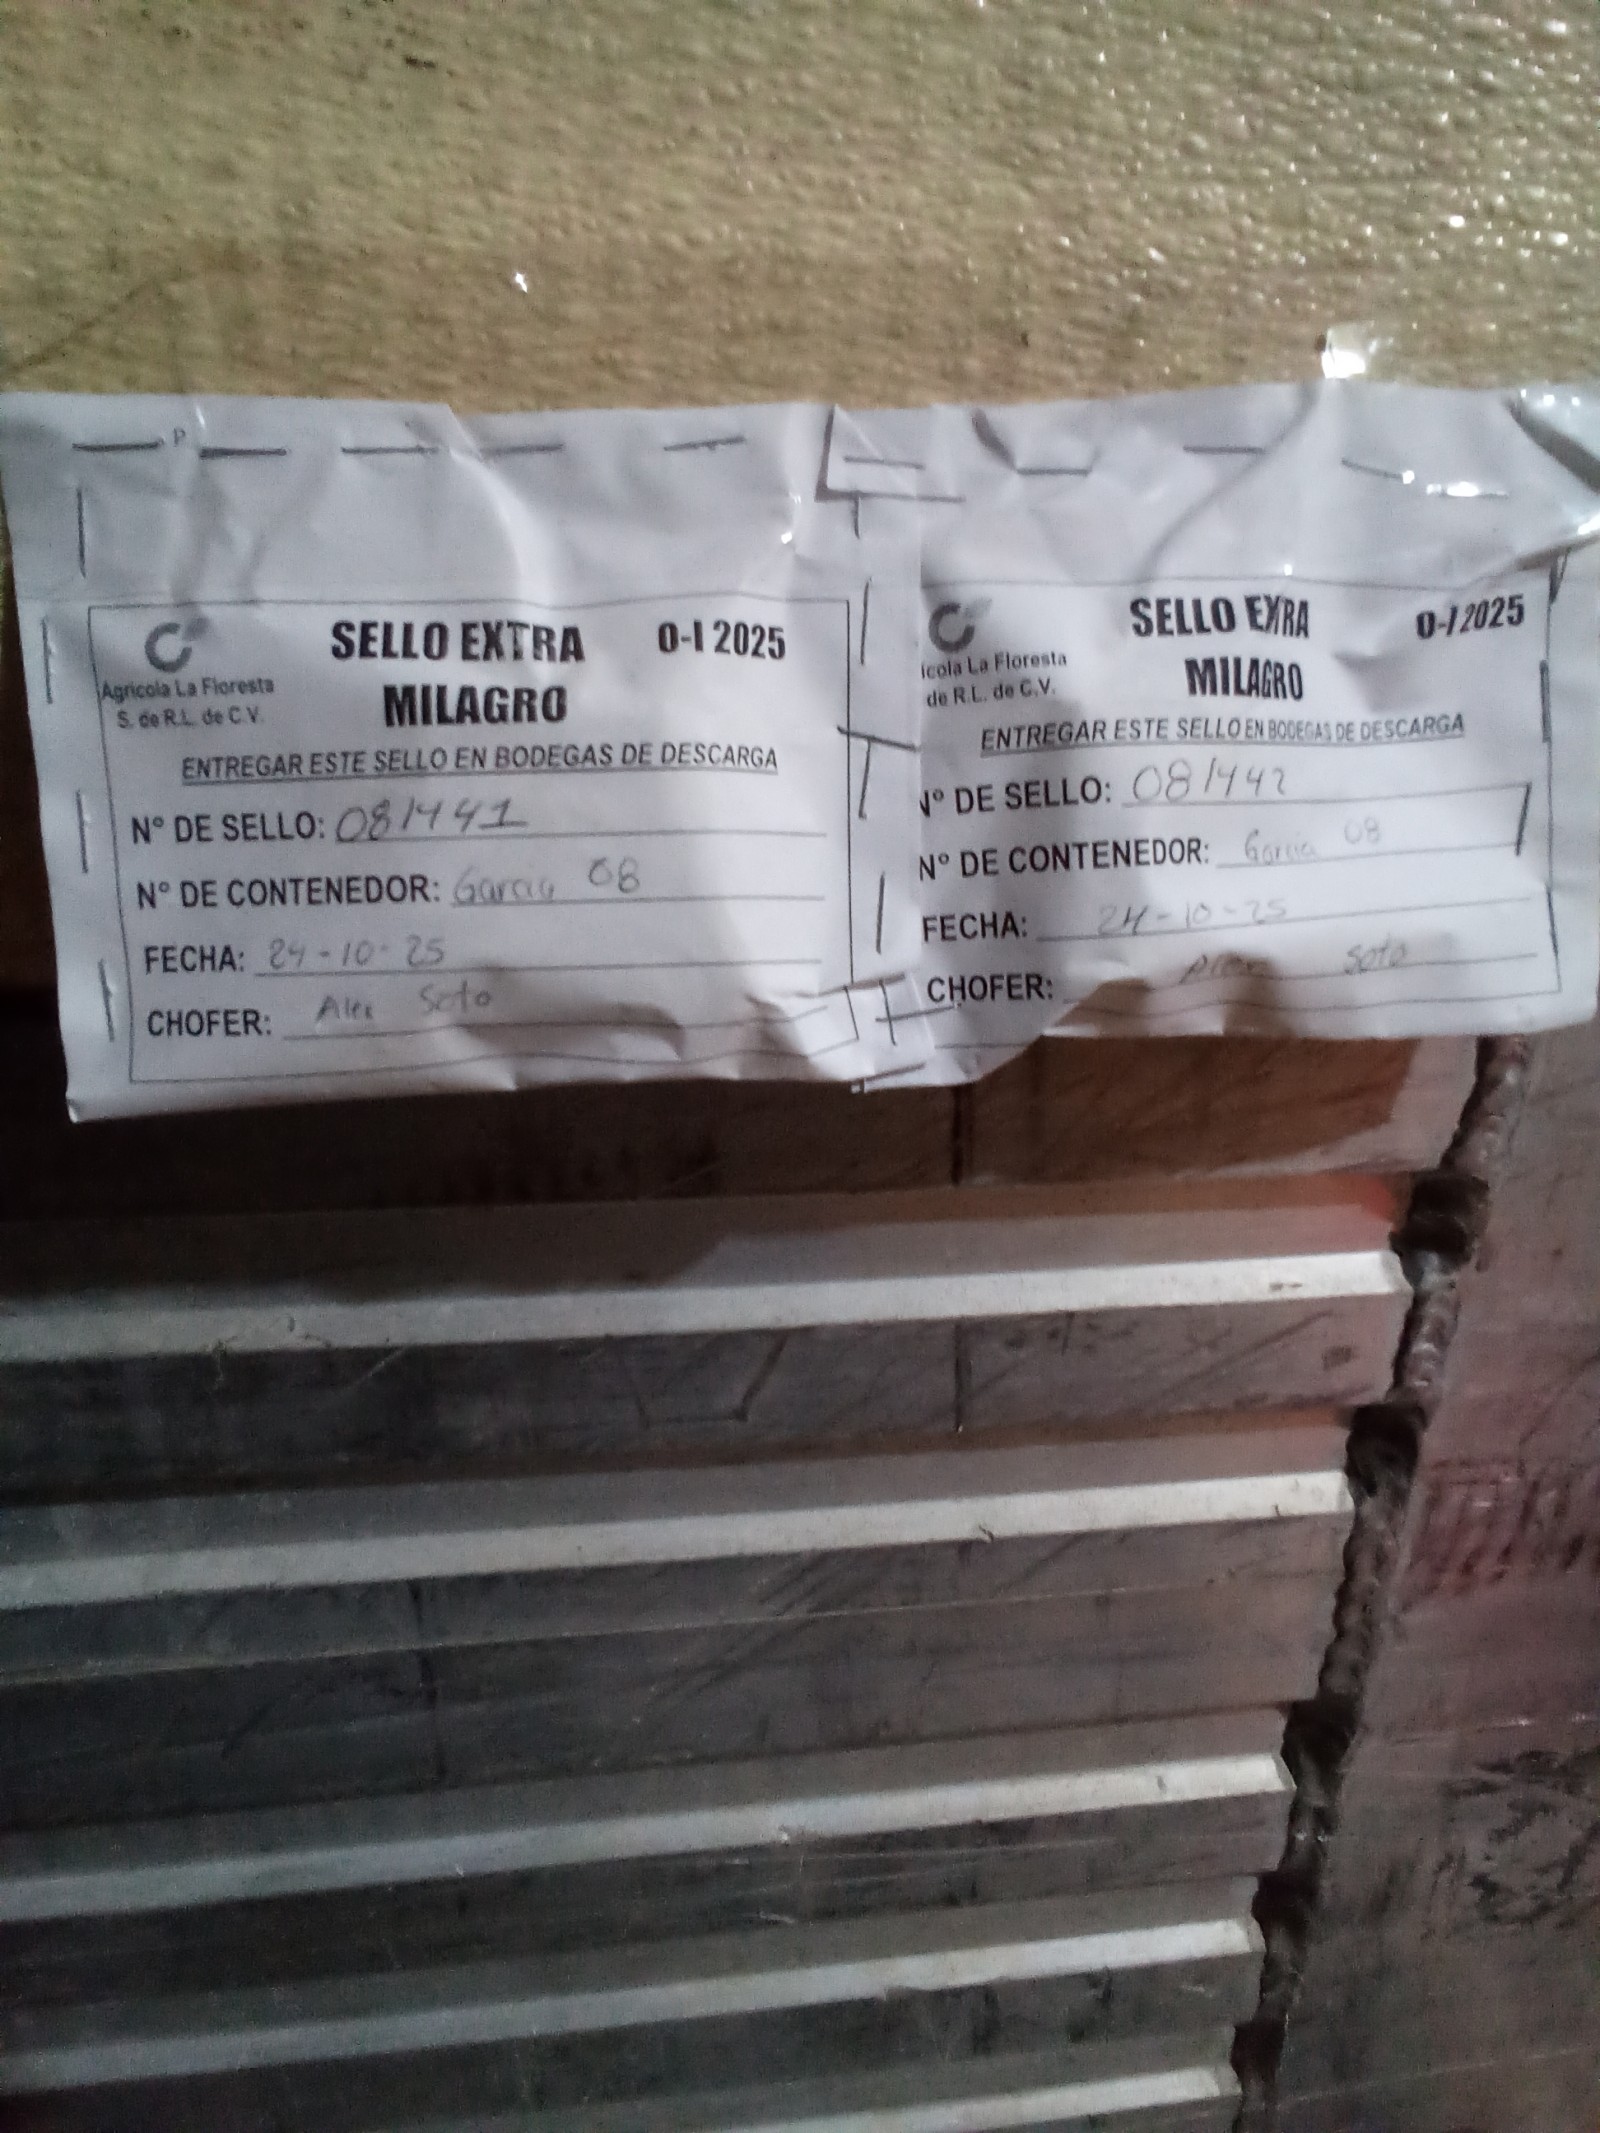 P
SELLO EXTRA O-I 2025
Agricola La Floresta
S. de R.L. de C.V.
MILAGRO
ENTREGAR ESTE SELLO EN BODEGAS DE DESCARGA
N° DE SELLO: 081441
N° DE CONTENEDOR: Garcia 08
FECHA: 24-10-25
CHOFER: Alex Soto
SELLO EXRA O-I 2025
icola La Floresta
de R.L. de C.V.
MILAGRO
ENTREGAR ESTE SELLO EN BODEGAS DE DESCARGA
N° DE SELLO: 081442
N° DE CONTENEDOR: Garcia 08
FECHA: 24-10-25
CHOFER: Alex Soto